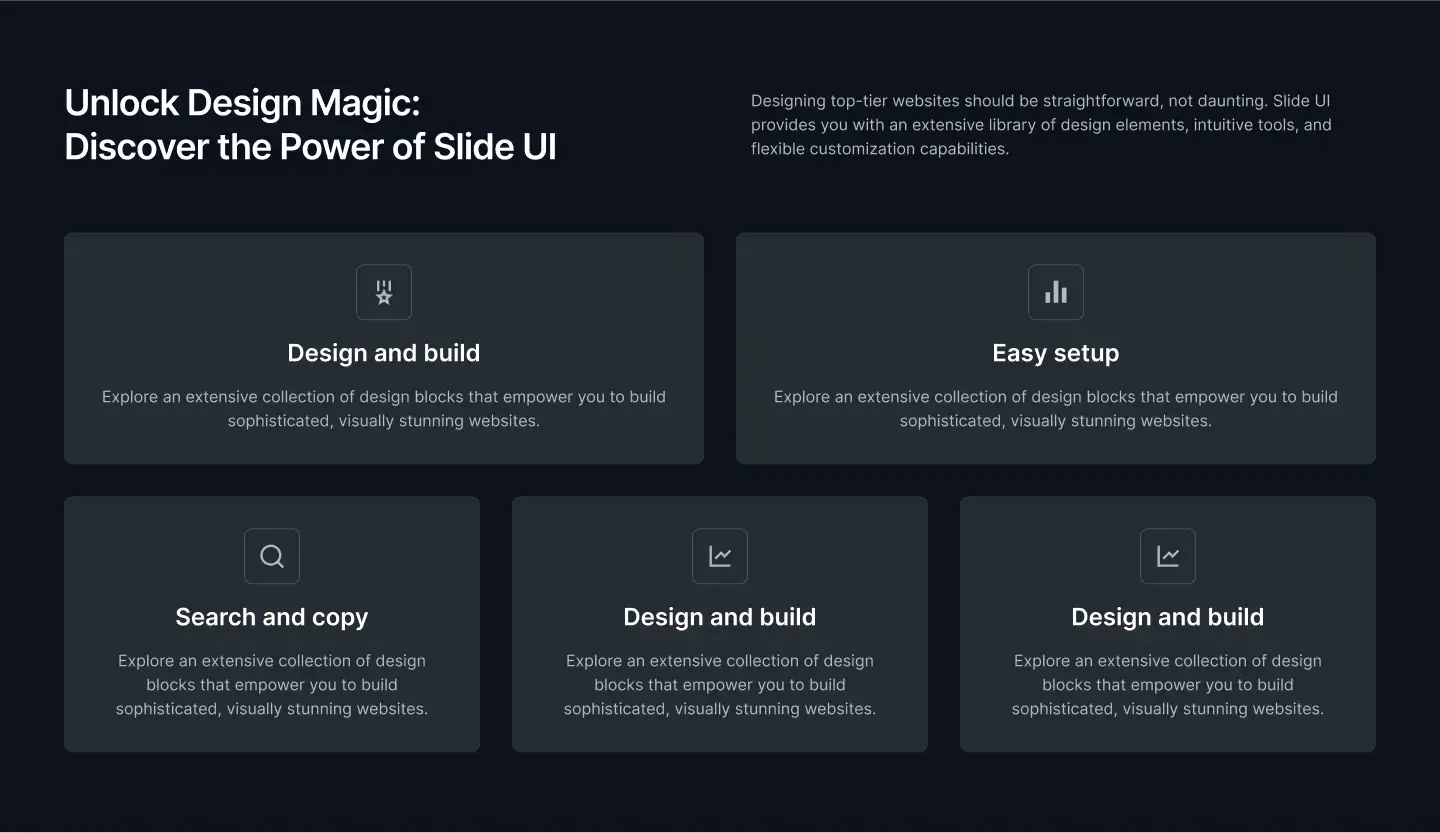 Unlock Design Magic:
Discover the Power of Slide UI
Designing top-tier websites should be straightforward, not daunting. Slide UI
provides you with an extensive library of design elements, intuitive tools, and
flexible customization capabilities.
Design and build
Explore an extensive collection of design blocks that empower you to build
sophisticated, visually stunning websites.
Easy setup
Explore an extensive collection of design blocks that empower you to build
sophisticated, visually stunning websites.
Search and copy
Explore an extensive collection of design
blocks that empower you to build
sophisticated, visually stunning websites.
Design and build
Explore an extensive collection of design
blocks that empower you to build
sophisticated, visually stunning websites.
Design and build
Explore an extensive collection of design
blocks that empower you to build
sophisticated, visually stunning websites.